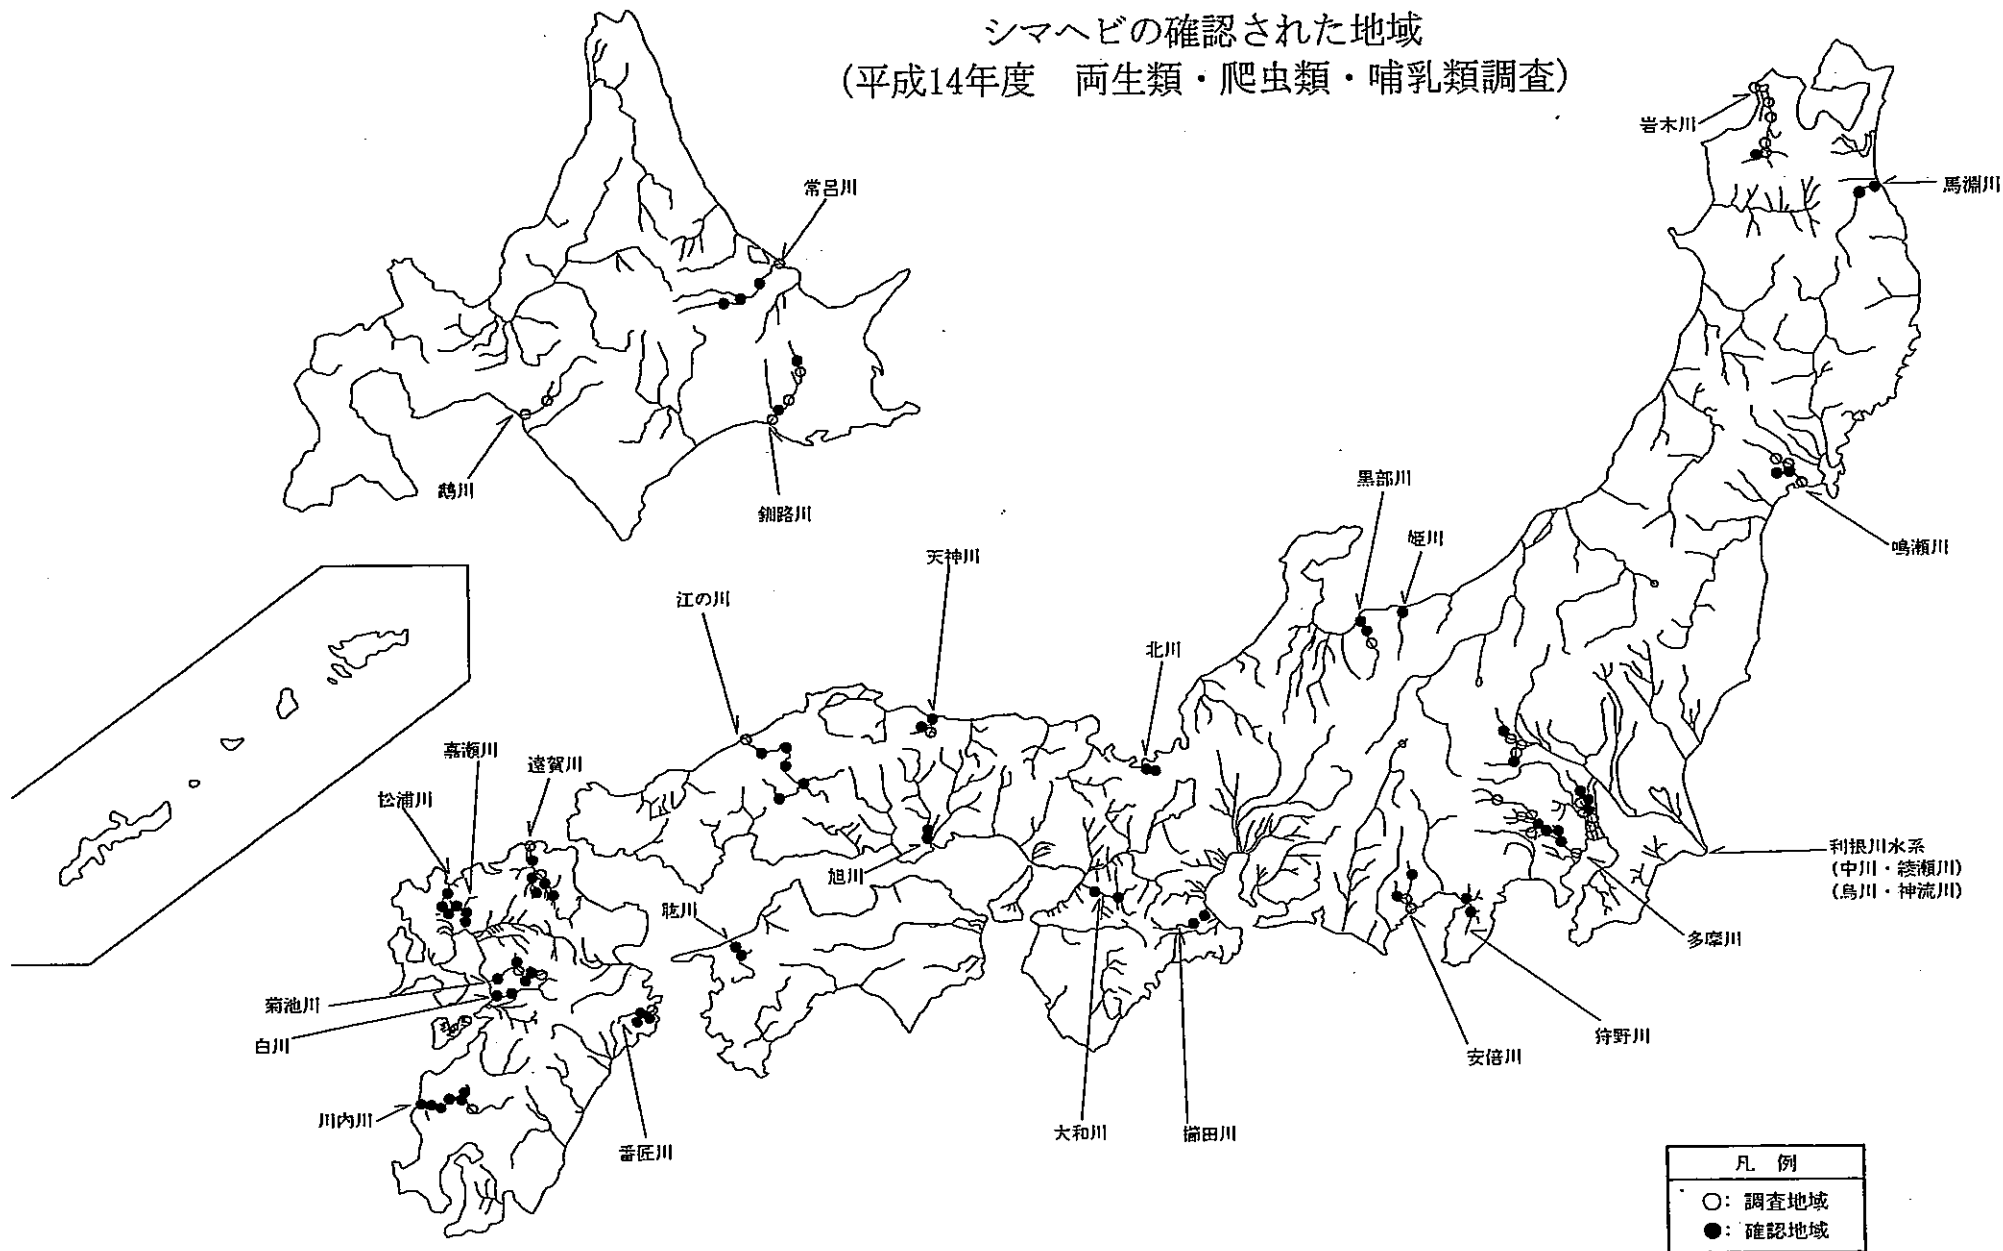 シマヘビの確認された地域
(平成14年度　両生類・爬虫類・哺乳類調査)
岩木川
馬淵川
常呂川
鵡川
釧路川
黒部川
姫川
鳴瀬川
天神川
江の川
北川
嘉瀬川
遠賀川
松浦川
旭川
肱川
利根川水系
(中川・綾瀬川)
(烏川・神流川)
多摩川
菊池川
白川
狩野川
安倍川
川内川
番匠川
大和川
櫛田川
凡 例
○: 調査地域
●: 確認地域